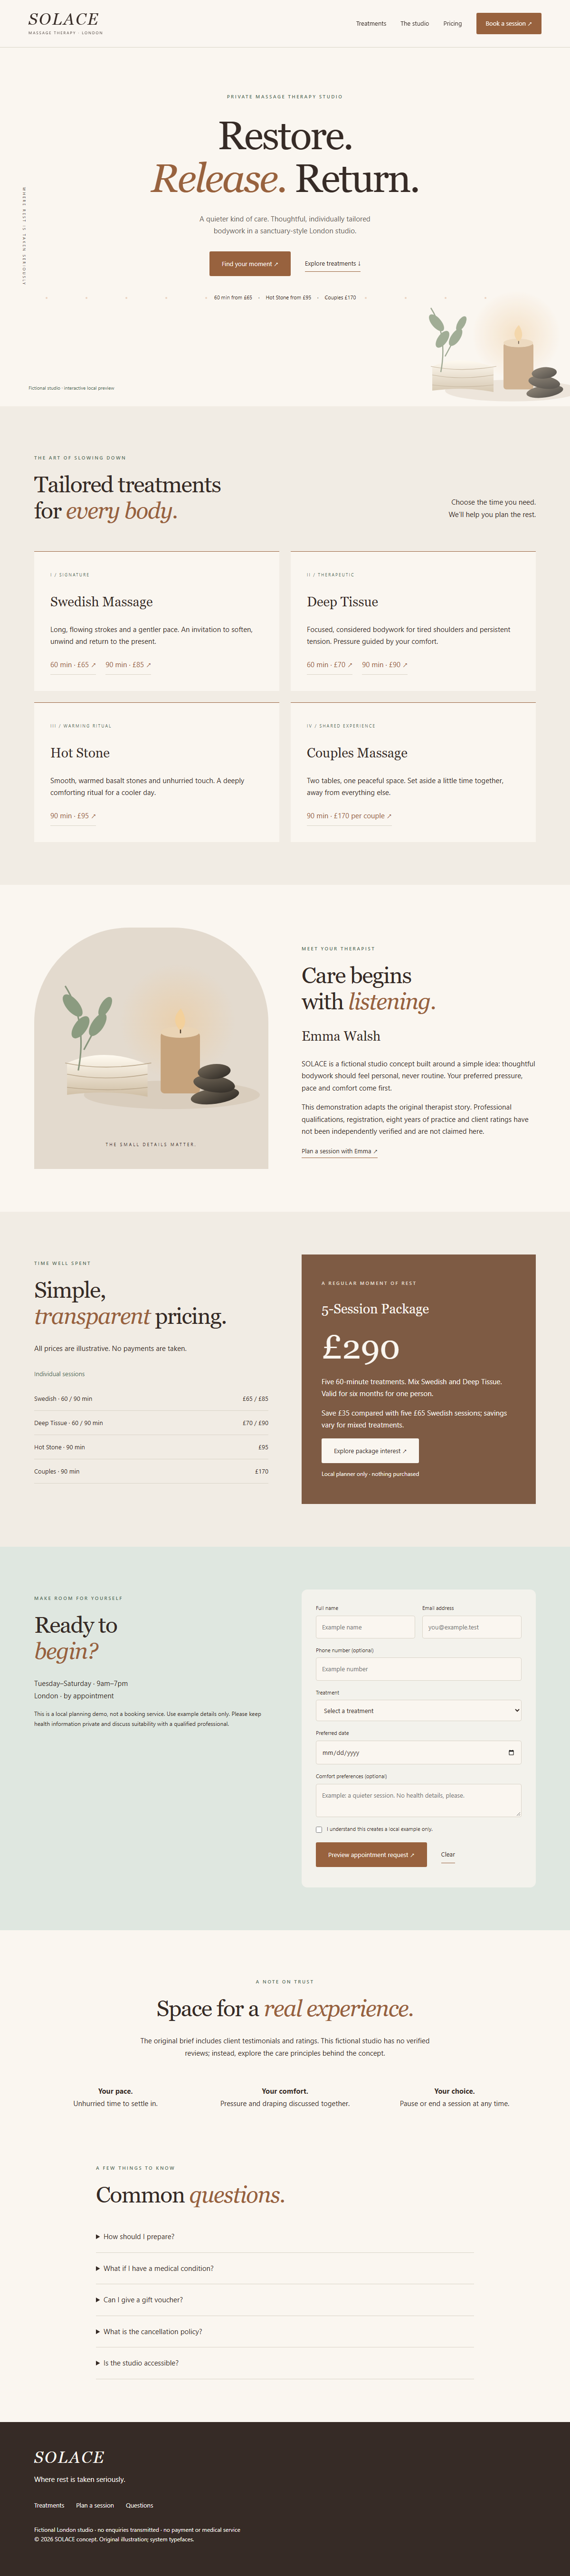 SOLACE
MASSAGE THERAPY · LONDON
Treatments
The studio
Pricing
Book a session ↗
PRIVATE MASSAGE THERAPY STUDIO
Restore.
Release. Return.
WHERE REST IS TAKEN SERIOUSLY
A quieter kind of care. Thoughtful, individually tailored
bodywork in a sanctuary-style London studio.
Find your moment ↗
Explore treatments ↓
60 min from £65 · Hot Stone from £95 · Couples £170
Fictional studio · interactive local preview
THE ART OF SLOWING DOWN
Tailored treatments
for every body.
Choose the time you need.
We'll help you plan the rest.
I / SIGNATURE
Swedish Massage
Long, flowing strokes and a gentler pace. An invitation to soften,
unwind and return to the present.
60 min · £65 ↗
90 min · £85 ↗
II / THERAPEUTIC
Deep Tissue
Focused, considered bodywork for tired shoulders and persistent
tension. Pressure guided by your comfort.
60 min · £70 ↗
90 min · £90 ↗
III / WARMING RITUAL
Hot Stone
Smooth, warmed basalt stones and unhurried touch. A deeply
comforting ritual for a cooler day.
90 min · £95 ↗
IV / SHARED EXPERIENCE
Couples Massage
Two tables, one peaceful space. Set aside a little time together,
away from everything else.
90 min · £170 per couple ↗
THE SMALL DETAILS MATTER.
MEET YOUR THERAPIST
Care begins
with listening.
Emma Walsh
SOLACE is a fictional studio concept built around a simple idea: thoughtful
bodywork should feel personal, never routine. Your preferred pressure,
pace and comfort come first.
This demonstration adapts the original therapist story. Professional
qualifications, registration, eight years of practice and client ratings have
not been independently verified and are not claimed here.
Plan a session with Emma ↗
TIME WELL SPENT
Simple,
transparent pricing.
All prices are illustrative. No payments are taken.
Individual sessions
Swedish · 60 / 90 min £65 / £85
Deep Tissue · 60 / 90 min £70 / £90
Hot Stone · 90 min £95
Couples · 90 min £170
A REGULAR MOMENT OF REST
5-Session Package
£290
Five 60-minute treatments. Mix Swedish and Deep Tissue.
Valid for six months for one person.
Save £35 compared with five £65 Swedish sessions; savings
vary for mixed treatments.
Explore package interest ↗
Local planner only · nothing purchased
MAKE ROOM FOR YOURSELF
Ready to
begin?
Tuesday–Saturday · 9am–7pm
London · by appointment
This is a local planning demo, not a booking service. Use example details only. Please keep
health information private and discuss suitability with a qualified professional.
Full name
Example name
Email address
you@example.test
Phone number (optional)
Example number
Treatment
Select a treatment
Preferred date
mm/dd/yyyy
Comfort preferences (optional)
Example: a quieter session. No health details, please.
I understand this creates a local example only.
Preview appointment request ↗
Clear
A NOTE ON TRUST
Space for a real experience.
The original brief includes client testimonials and ratings. This fictional studio has no verified
reviews; instead, explore the care principles behind the concept.
Your pace.
Unhurried time to settle in.
Your comfort.
Pressure and draping discussed together.
Your choice.
Pause or end a session at any time.
A FEW THINGS TO KNOW
Common questions.
How should I prepare?
What if I have a medical condition?
Can I give a gift voucher?
What is the cancellation policy?
Is the studio accessible?
SOLACE
Where rest is taken seriously.
Treatments
Plan a session
Questions
Fictional London studio · no enquiries transmitted · no payment or medical service
© 2026 SOLACE concept. Original illustration; system typefaces.